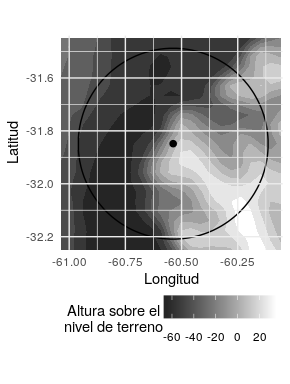 -31.6
-31.8
-32.0
-32.2
Latitud
-61.00 -60.75 -60.50 -60.25
Longitud
Altura sobre el
nivel de terreno
-60 -40 -20 0 20